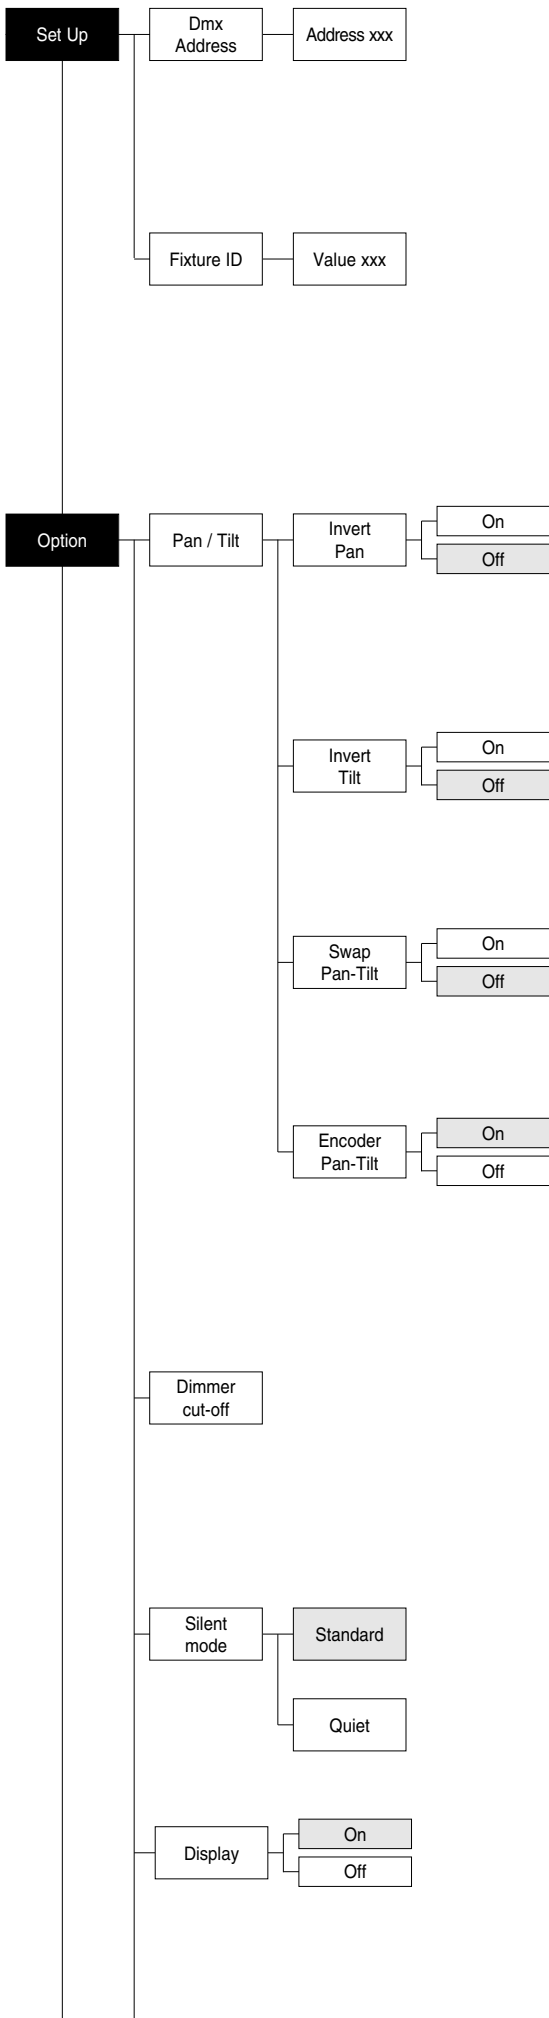 Set Up
Dmx
Address
Address xxx
Fixture ID
Value xxx
Option
Pan / Tilt
Invert
Pan
On
Off
Invert
Tilt
On
Off
Swap
Pan-Tilt
On
Off
Encoder
Pan-Tilt
On
Off
Dimmer
cut-off
Silent
mode
Standard
Quiet
Display
On
Off